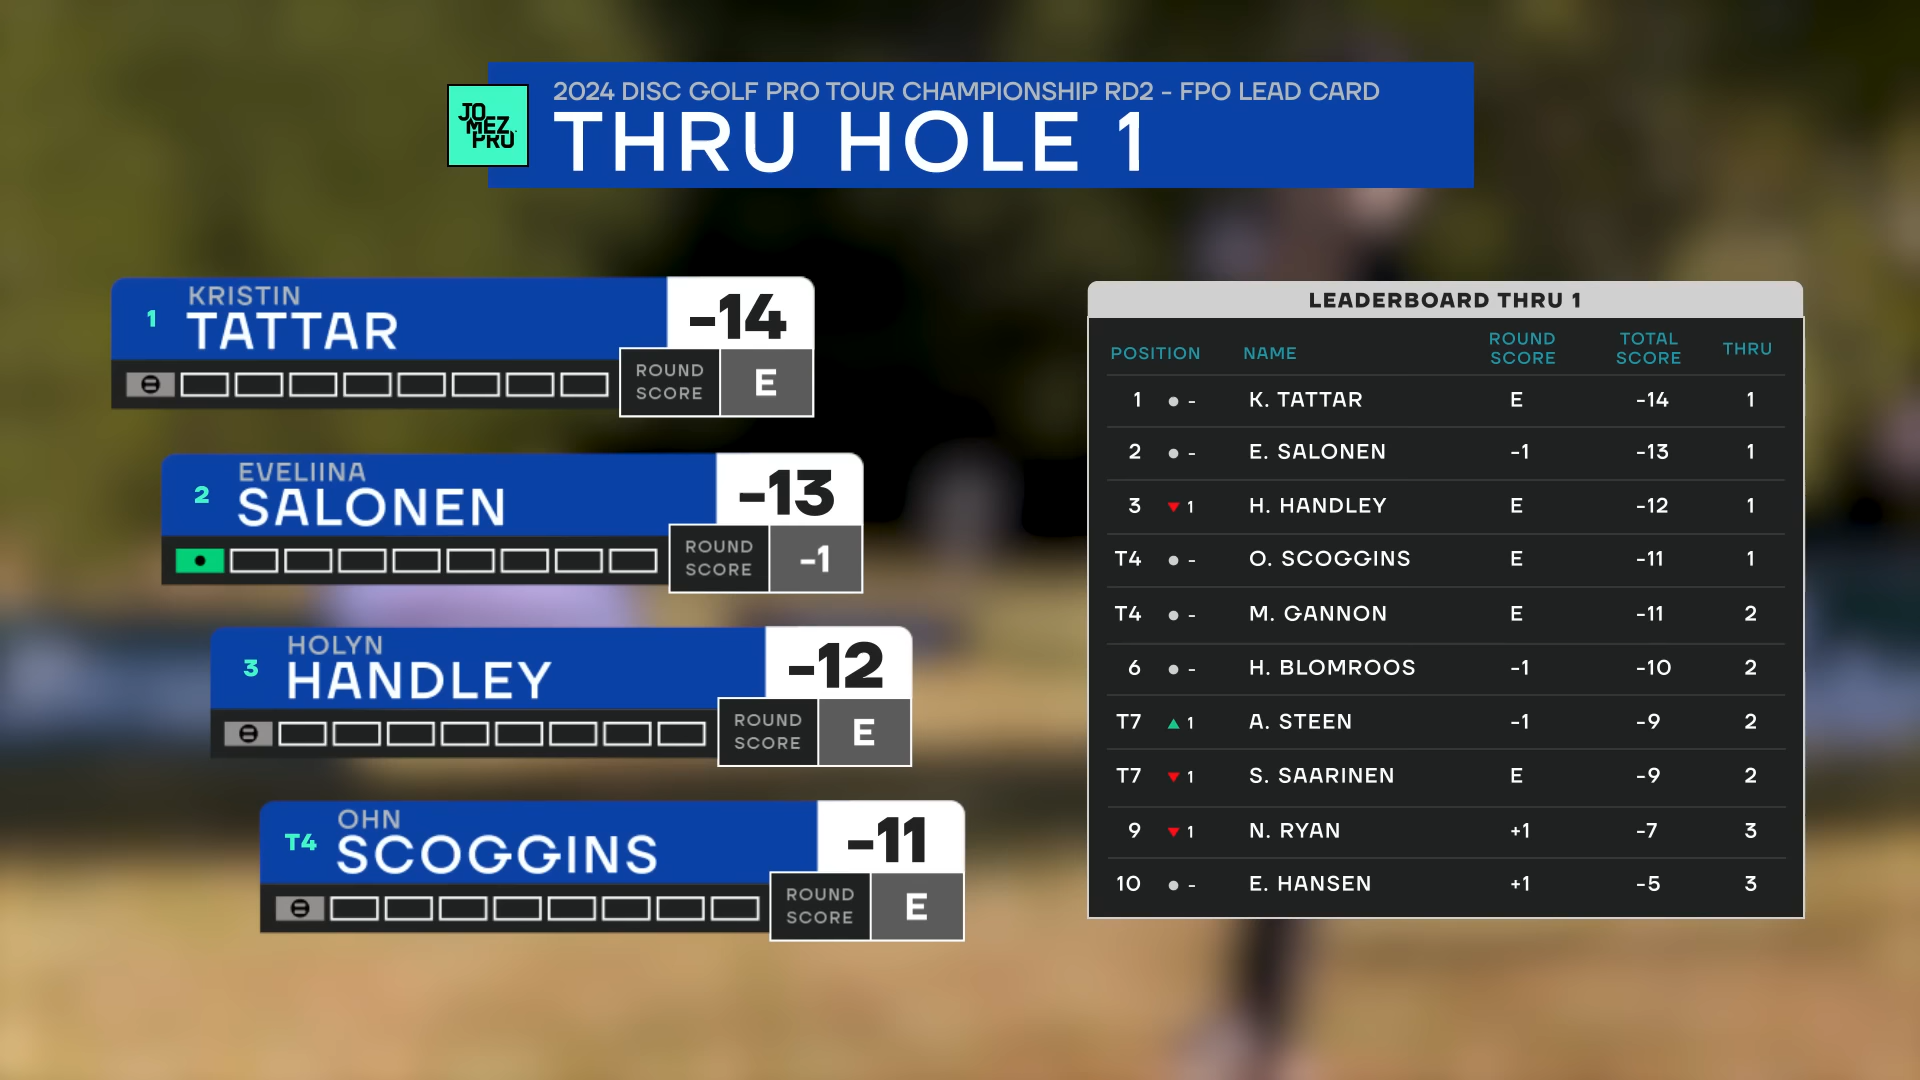 JO
MEZ
PRO
2024 DISC GOLF PRO TOUR CHAMPIONSHIP RD2 - FPO LEAD CARD
THRU HOLE 1
1 KRISTIN
TATTAR
-14
ROUND
SCORE
E
2 EVELIINA
SALONEN
-13
ROUND
SCORE
-1
3 HOLYN
HANDLEY
-12
ROUND
SCORE
E
T4 OHN
SCOGGINS
-11
ROUND
SCORE
E
LEADERBOARD THRU 1
POSITION NAME ROUND SCORE TOTAL SCORE THRU
1 - K. TATTAR E -14 1
2 - E. SALONEN -1 -13 1
3 ▼ 1 H. HANDLEY E -12 1
T4 - O. SCOGGINS E -11 1
T4 - M. GANNON E -11 2
6 - H. BLOMROOS -1 -10 2
T7 ▲ 1 A. STEEN -1 -9 2
T7 ▼ 1 S. SAARINEN E -9 2
9 ▼ 1 N. RYAN +1 -7 3
10 - E. HANSEN +1 -5 3